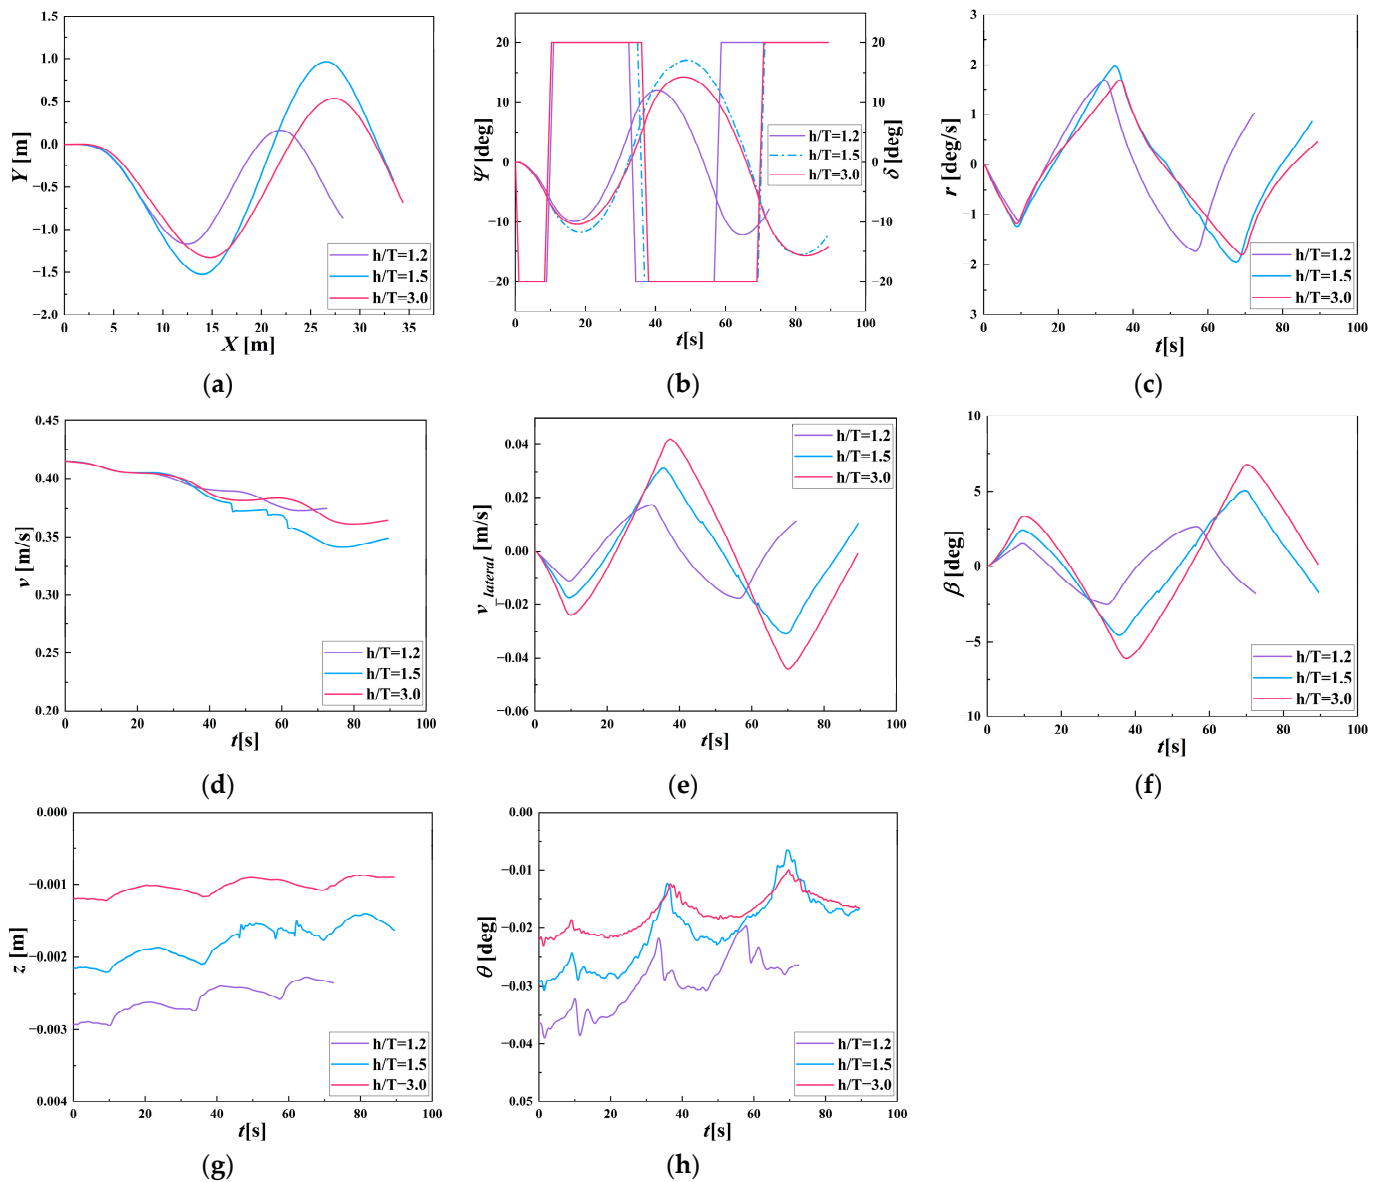 1.5
1.0
0.5
0.0
−0.5
−1.0
−1.5
−2.0
Y [m]
0 5 10 15 20 25 30 35
X [m]
h/T=1.2
h/T=1.5
h/T=3.0
(a)
20
10
0
−10
−20
Ψ [deg]
20
10
0
−10
−20
δ [deg]
0 20 40 60 80 100
t[s]
h/T=1.2
h/T=1.5
h/T=3.0
(b)
3
2
1
0
1
2
3
r [deg/s]
0 20 40 60 80 100
t[s]
h/T=1.2
h/T=1.5
h/T=3.0
(c)
0.45
0.40
0.35
0.30
0.25
0.20
v [m/s]
0 20 40 60 80 100
t[s]
h/T=1.2
h/T=1.5
h/T=3.0
(d)
0.04
0.02
0.00
−0.02
−0.04
−0.06
v_lateral [m/s]
0 20 40 60 80 100
t[s]
h/T=1.2
h/T=1.5
h/T=3.0
(e)
10
5
0
−5
10
β [deg]
0 20 40 60 80 100
t[s]
h/T=1.2
h/T=1.5
h/T=3.0
(f)
0.000
−0.001
−0.002
−0.003
0.004
z [m]
0 20 40 60 80 100
t[s]
h/T=1.2
h/T=1.5
h/T−3.0
(g)
0.00
−0.01
−0.02
−0.03
−0.04
0.05
θ [deg]
0 20 40 60 80 100
t[s]
h/T=1.2
h/T=1.5
h/T=3.0
(h)